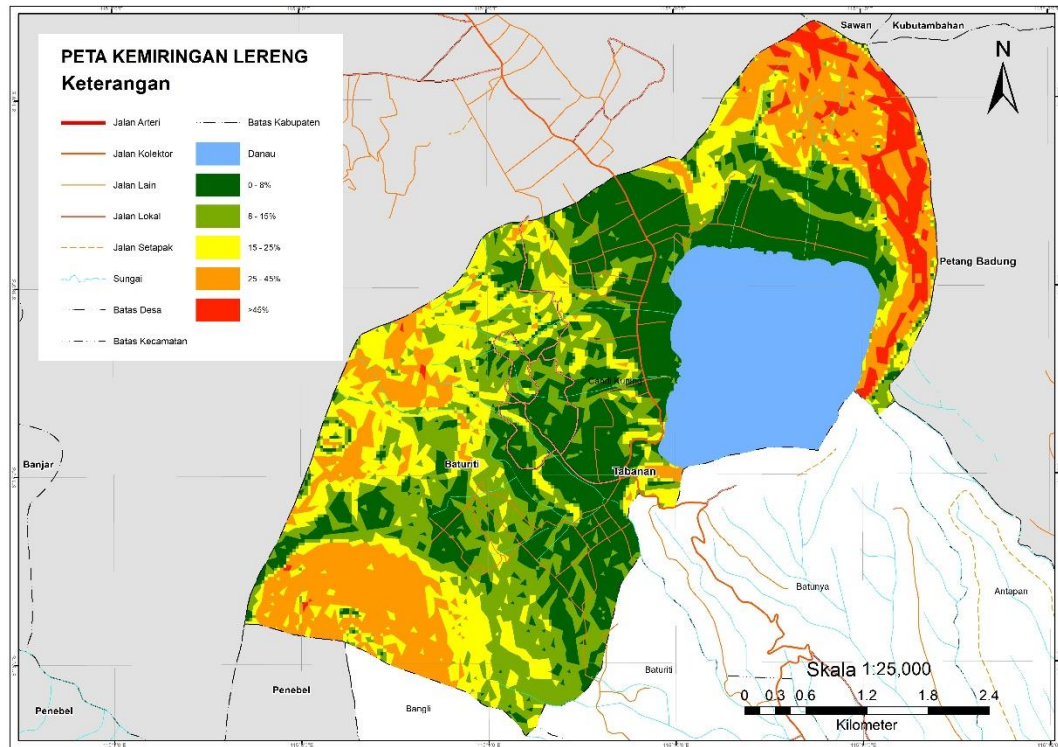 Sawan
Kubutambahan
PETA KEMIRINGAN LERENG
Keterangan
Jalan Arteri
Jalan Kolektor
Jalan Lain
Jalan Lokal
Jalan Setapak
Sungai
Batas Desa
Batas Kecamatan
Batas Kabupaten
Danau
0 - 8%
8 - 15%
15 - 25%
25 - 45%
>45%
N
Petang Badung
Banjar
Baturiti
Tabanan
Batunya
Antapan
Baturiti
Penebel
Penebel
Bangli
Skala 1:25,000
0 0.3 0.6 1.2 1.8 2.4
Kilometer